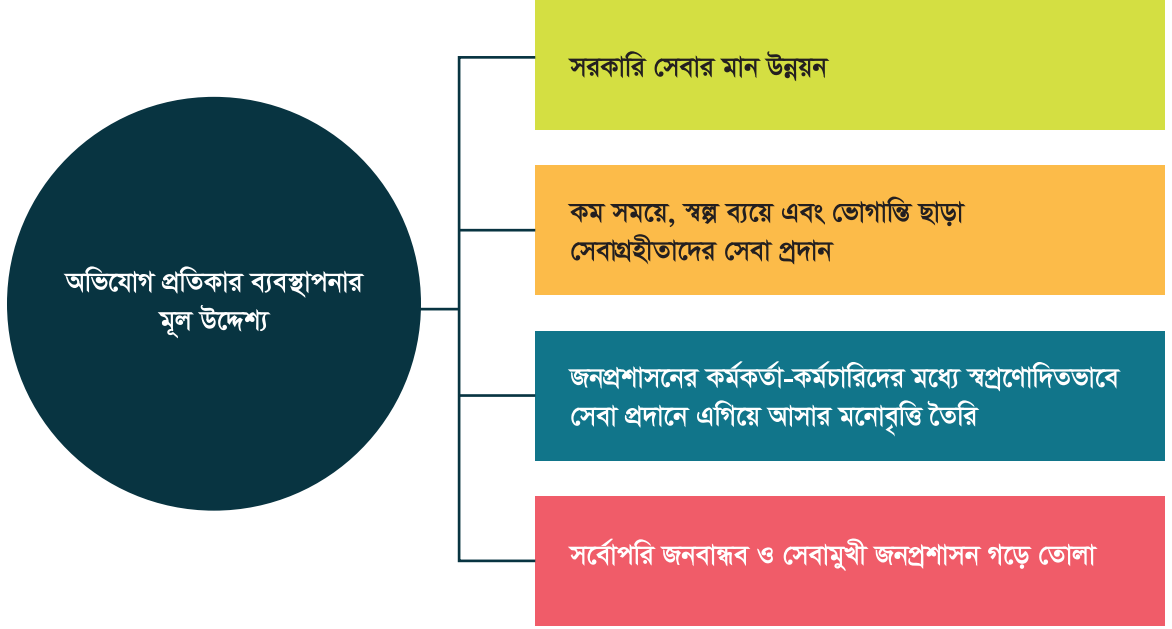 অভিযোগ প্রতিকার ব্যবস্থাপনার
মূল উদ্দেশ্য
সরকারি সেবার মান উন্নয়ন
কম সময়ে, স্বল্প ব্যয়ে এবং ভোগান্তি ছাড়া
সেবাগ্রহীতাদের সেবা প্রদান
জনপ্রশাসনের কর্মকর্তা-কর্মচারিদের মধ্যে স্বপ্রণোদিতভাবে
সেবা প্রদানে এগিয়ে আসার মনোবৃত্তি তৈরি
সর্বোপরি জনবান্ধব ও সেবামুখী জনপ্রশাসন গড়ে তোলা